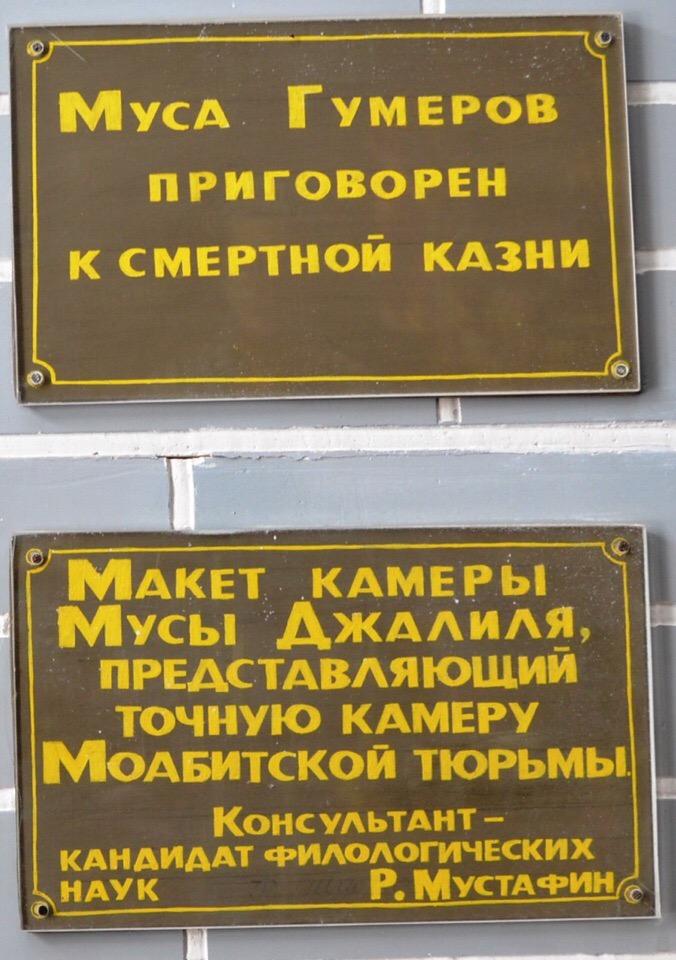 Муса Гумеров
приговорен
к смертной казни
Макет камеры
Мусы Джалиля,
представляющий
точную камеру
Моабитской тюрьмы.
Консультант –
кандидат филологических
наук Р. Мустафин